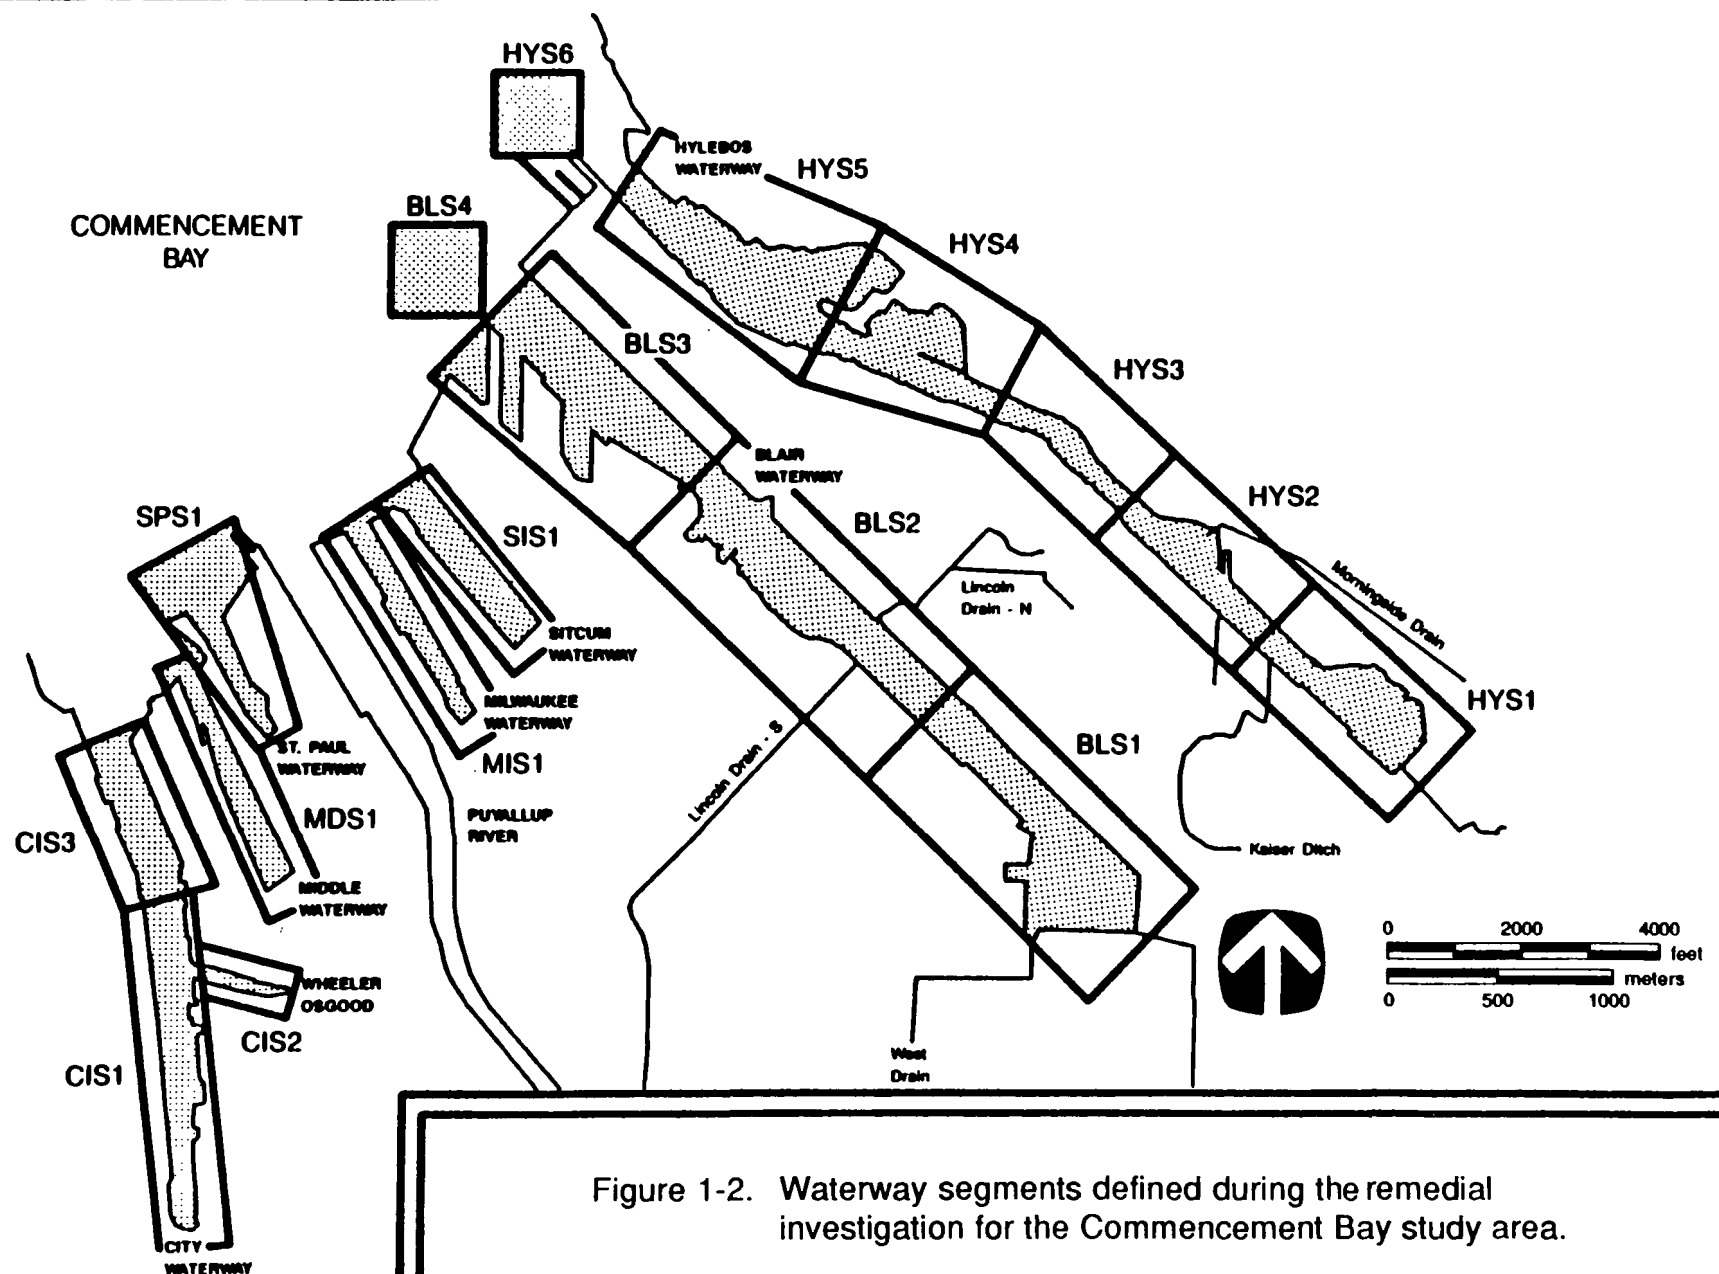 HYS6
HYLEBOS
WATERWAY
HYS5
BLS4
COMMENCEMENT
BAY
HYS4
BLS3
HYS3
BLAIR
WATERWAY
HYS2
BLS2
SPS1
SIS1
Lincoln
Drain - N
Morningside Drain
SITCUM
WATERWAY
HYS1
MILWAUKEE
WATERWAY
MIS1
ST. PAUL
WATERWAY
Lincoln Drain - S
BLS1
PUYALLUP
RIVER
MDS1
CIS3
Kaiser Ditch
MIDDLE
WATERWAY
0 2000 4000
feet
meters
0 500 1000
WHEELER
OSGOOD
CIS2
CIS1
West
Drain
CITY
WATERWAY
Figure 1-2. Waterway segments defined during the remedial
investigation for the Commencement Bay study area.